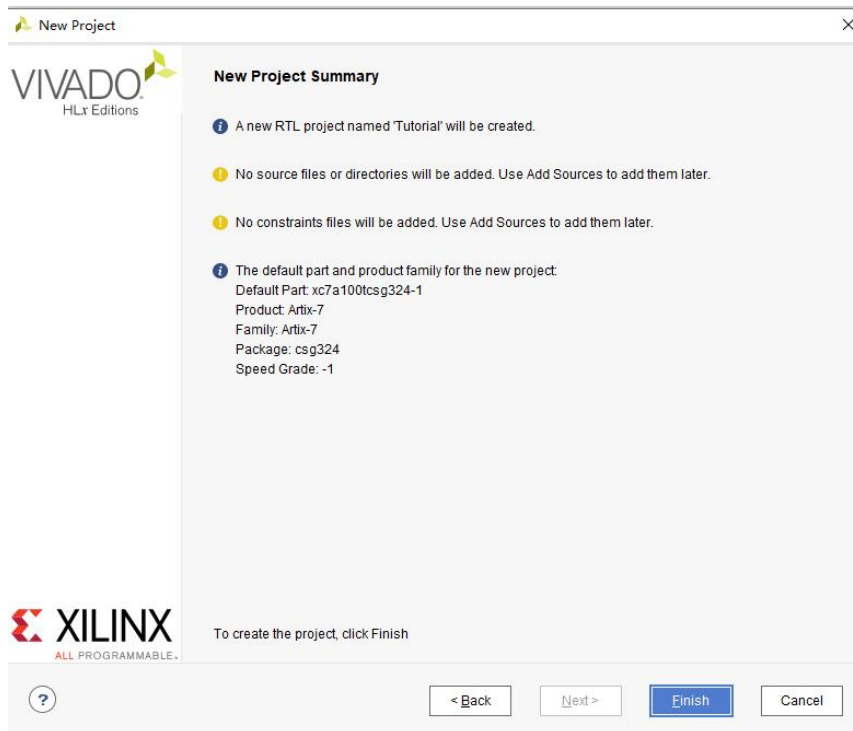 New Project
VIVADO
HLx Editions
New Project Summary
A new RTL project named 'Tutorial' will be created.
No source files or directories will be added. Use Add Sources to add them later.
No constraints files will be added. Use Add Sources to add them later.
The default part and product family for the new project:
Default Part: xc7a100tcsg324-1
Product: Artix-7
Family: Artix-7
Package: csg324
Speed Grade: -1
XILINX
ALL PROGRAMMABLE™
To create the project, click Finish
?
< Back
Next >
Finish
Cancel